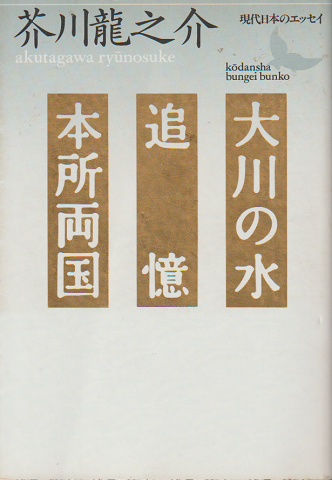 芥川龍之介
akutagawa ryūnosuke
現代日本のエッセイ
kōdansha
bungei bunko
大川の水
追憶
本所両国